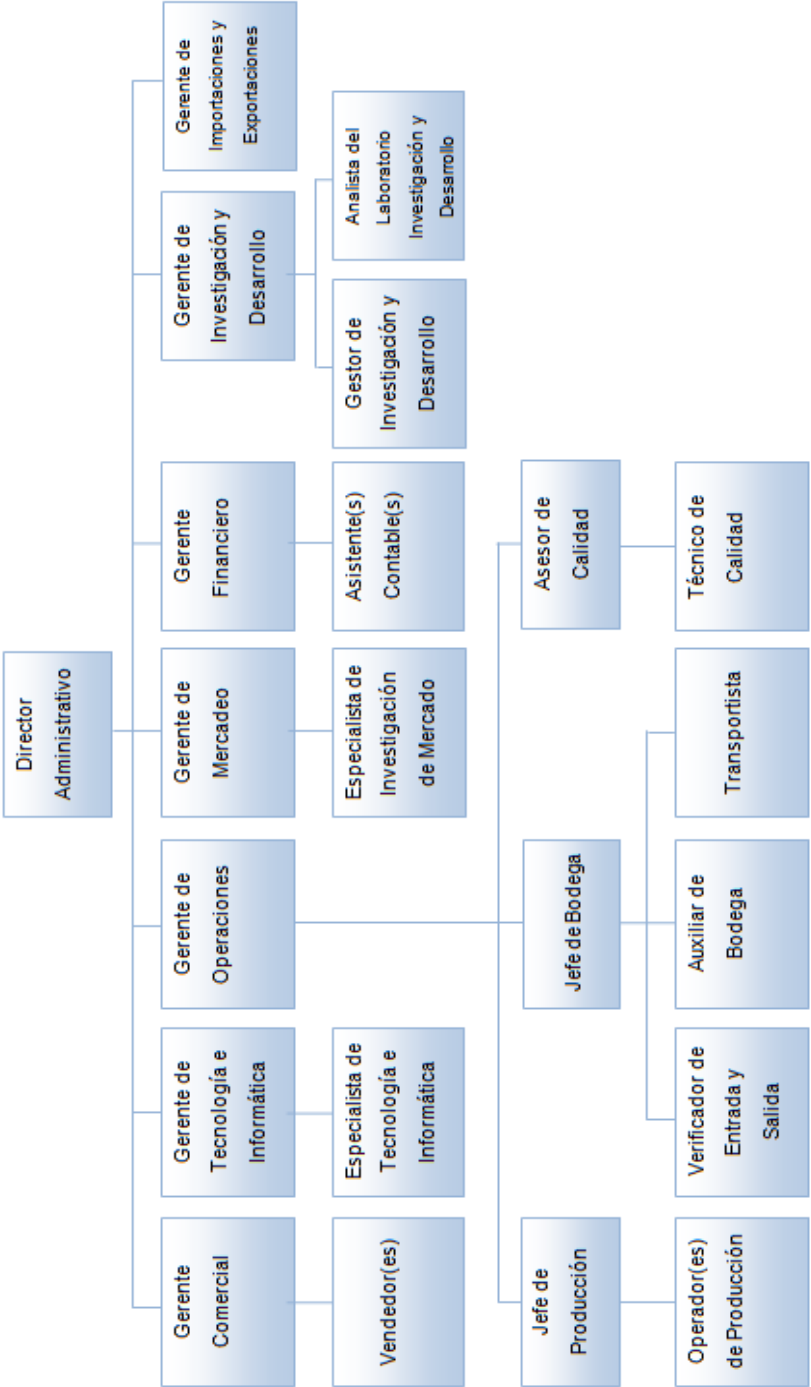 Director
Administrativo
Gerente
Comercial
Gerente de
Tecnología e
Informática
Gerente de
Operaciones
Gerente de
Mercadeo
Gerente
Financiero
Gerente de
Investigación y
Desarrollo
Gerente de
Importaciones y
Exportaciones
Vendedor(es)
Especialista de
Tecnología e
Informática
Especialista de
Investigación
de Mercado
Asistente(s)
Contable(s)
Gestor de
Investigación y
Desarrollo
Analista del
Laboratorio
Investigación y
Desarrollo
Jefe de
Producción
Jefe de Bodega
Asesor de
Calidad
Operador(es)
de Producción
Verificador de
Entrada y
Salida
Auxiliar de
Bodega
Transportista
Técnico de
Calidad